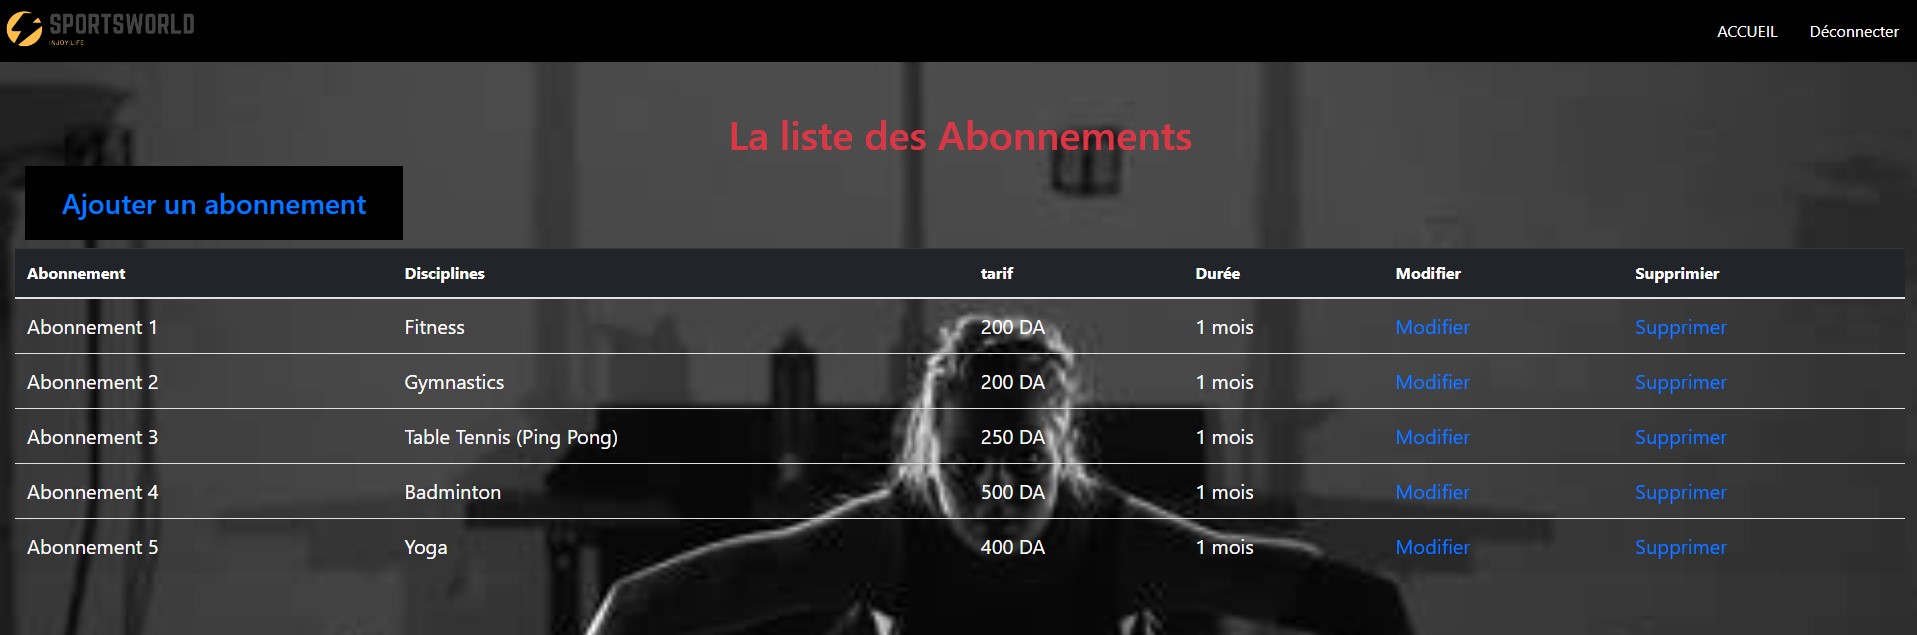 SPORTSWORLD
INJOY LIFE
ACCUEIL Déconnecter
La liste des Abonnements
Ajouter un abonnement
Abonnement Disciplines tarif Durée Modifier Supprimier
Abonnement 1 Fitness 200 DA 1 mois Modifier Supprimer
Abonnement 2 Gymnastics 200 DA 1 mois Modifier Supprimer
Abonnement 3 Table Tennis (Ping Pong) 250 DA 1 mois Modifier Supprimer
Abonnement 4 Badminton 500 DA 1 mois Modifier Supprimer
Abonnement 5 Yoga 400 DA 1 mois Modifier Supprimer